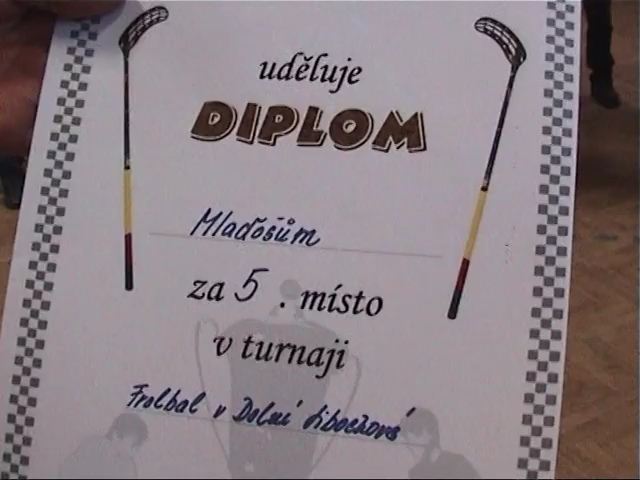 uděluje
DIPLOM
Mlaďošům
za 5 . místo
v turnaji
Frolbal v Dolní Libochové